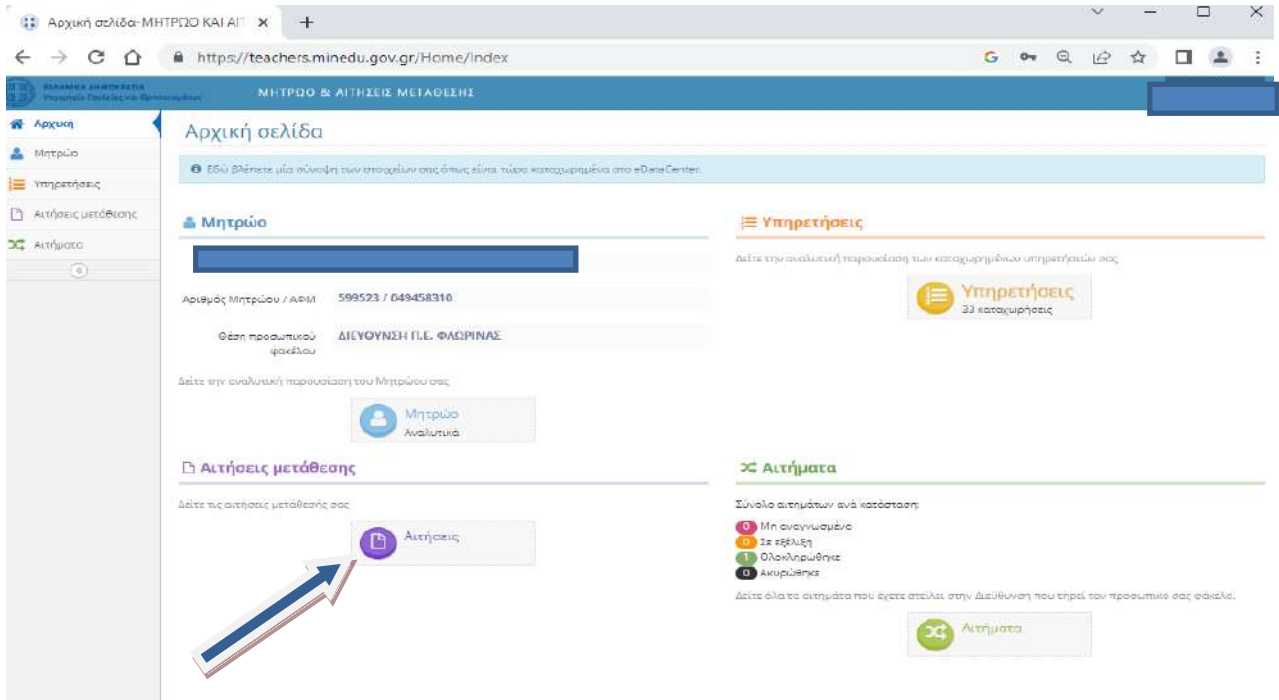 Αρχική σελίδα-ΜΗΤΡΩΟ ΚΑΙ ΑΙΤ
https://teachers.minedu.gov.gr/Home/Index
ΕΛΛΗΝΙΚΗ ΔΗΜΟΚΡΑΤΙΑ
ΜΗΤΡΩΟ & ΑΙΤΗΣΕΙΣ ΜΕΤΑΘΕΣΗΣ
Αρχική
Μητρώο
Υπηρετήσεις
Αιτήσεις μετάθεσης
Αιτήματα
Αρχική σελίδα
Εδώ βλέπετε μία σύνοψη των στοιχείων σας όπως είναι τώρα καταχωρημένα στο eDataCenter.
Μητρώο
Αριθμός Μητρώου / ΑΦΜ 599523 / 049458310
Θέση προσωπικού φακέλου ΔΙΕΥΘΥΝΣΗ Π.Ε. ΦΛΩΡΙΝΑΣ
Δείτε την αναλυτική παρουσίαση του Μητρώου σας
Μητρώο
Αναλυτικά
Υπηρετήσεις
Δείτε την αναλυτική παρουσίαση των καταχωρημένων υπηρετήσεών σας
Υπηρετήσεις
33 καταχωρήσεις
Αιτήσεις μετάθεσης
Δείτε τις αιτήσεις μετάθεσής σας
Αιτήσεις
Αιτήματα
Σύνολο αιτημάτων ανά κατάσταση:
0 Μη αναγνωσμένο
0 Σε εξέλιξη
1 Ολοκληρώθηκε
0 Ακυρώθηκε
Δείτε όλα τα αιτήματα που έχετε στείλει στην Διεύθυνση που τηρεί τον προσωπικό σας φάκελο.
Αιτήματα